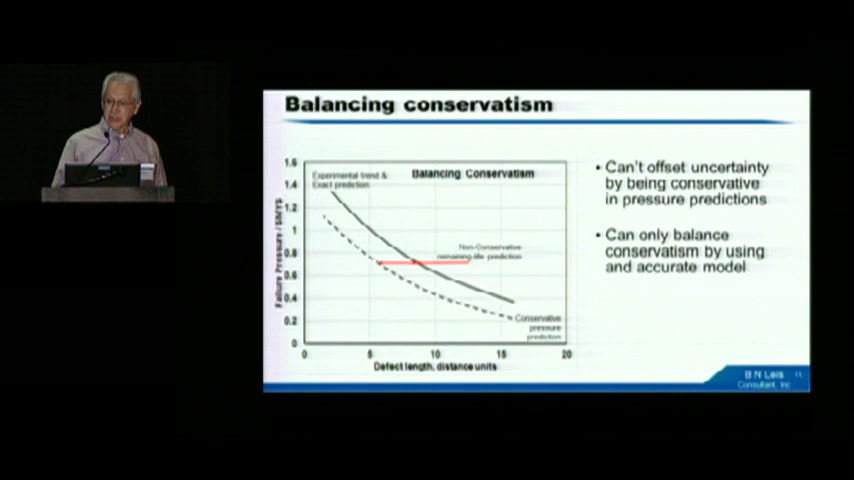 Balancing conservatism
1.6
1.4
1.2
1
0.8
0.6
0.4
0.2
0
Failure Pressure / SMYS
Experimental trend &
Exact prediction
Balancing Conservatism
Non-Conservative
remaining-life prediction
Conservative
pressure
prediction
0 5 10 15 20
Defect length, distance units
• Can't offset uncertainty
by being conservative
in pressure predictions
• Can only balance
conservatism by using
and accurate model
B N Leis
Consultant, Inc
11